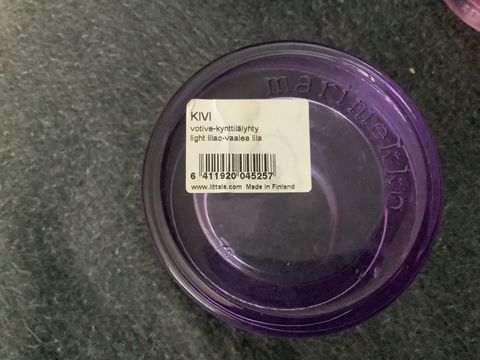 marimekko
KIVI
votive-kynttilälyhty
light lilac-vaalea lila
6 411920 045257
www.iittala.com Made in Finland